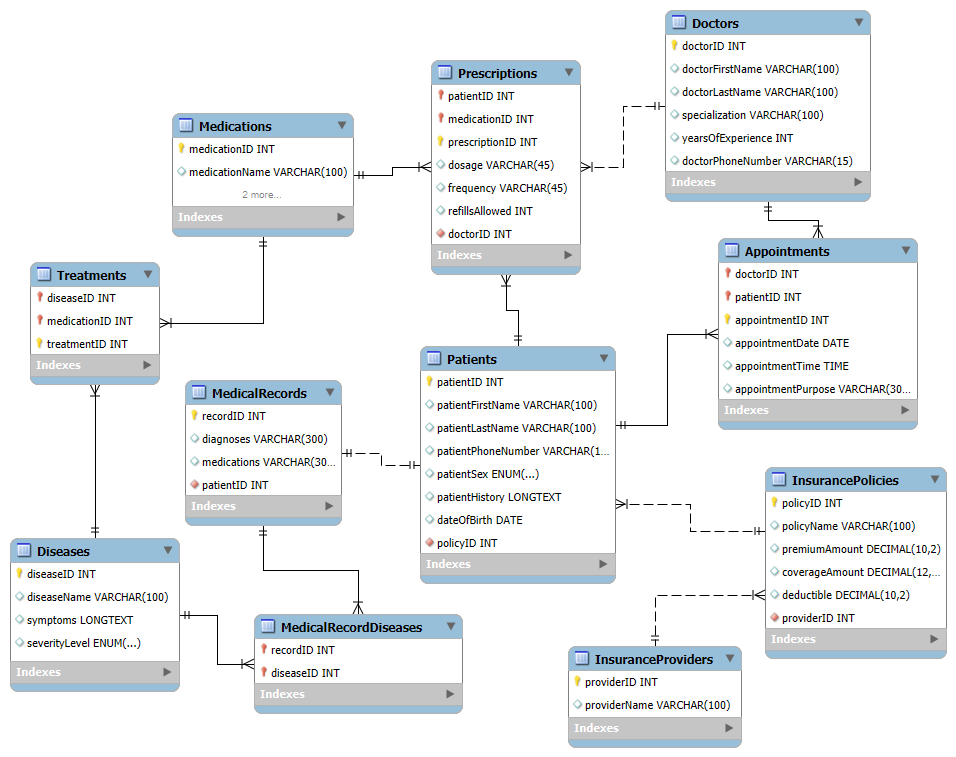 Doctors
doctorID INT
doctorFirstName VARCHAR(100)
doctorLastName VARCHAR(100)
specialization VARCHAR(100)
yearsOfExperience INT
doctorPhoneNumber VARCHAR(15)
Indexes
Prescriptions
patientID INT
medicationID INT
prescriptionID INT
dosage VARCHAR(45)
frequency VARCHAR(45)
refillsAllowed INT
doctorID INT
Indexes
Medications
medicationID INT
medicationName VARCHAR(100)
2 more...
Indexes
Appointments
doctorID INT
patientID INT
appointmentID INT
appointmentDate DATE
appointmentTime TIME
appointmentPurpose VARCHAR(30...
Indexes
Treatments
diseaseID INT
medicationID INT
treatmentID INT
Indexes
Patients
patientID INT
patientFirstName VARCHAR(100)
patientLastName VARCHAR(100)
patientPhoneNumber VARCHAR(1...
patientSex ENUM(...)
patientHistory LONGTEXT
dateOfBirth DATE
policyID INT
Indexes
MedicalRecords
recordID INT
diagnoses VARCHAR(300)
medications VARCHAR(30...
patientID INT
Indexes
InsurancePolicies
policyID INT
policyName VARCHAR(100)
premiumAmount DECIMAL(10,2)
coverageAmount DECIMAL(12,...
deductible DECIMAL(10,2)
providerID INT
Indexes
Diseases
diseaseID INT
diseaseName VARCHAR(100)
symptoms LONGTEXT
severityLevel ENUM(...)
Indexes
MedicalRecordDiseases
recordID INT
diseaseID INT
Indexes
InsuranceProviders
providerID INT
providerName VARCHAR(100)
Indexes